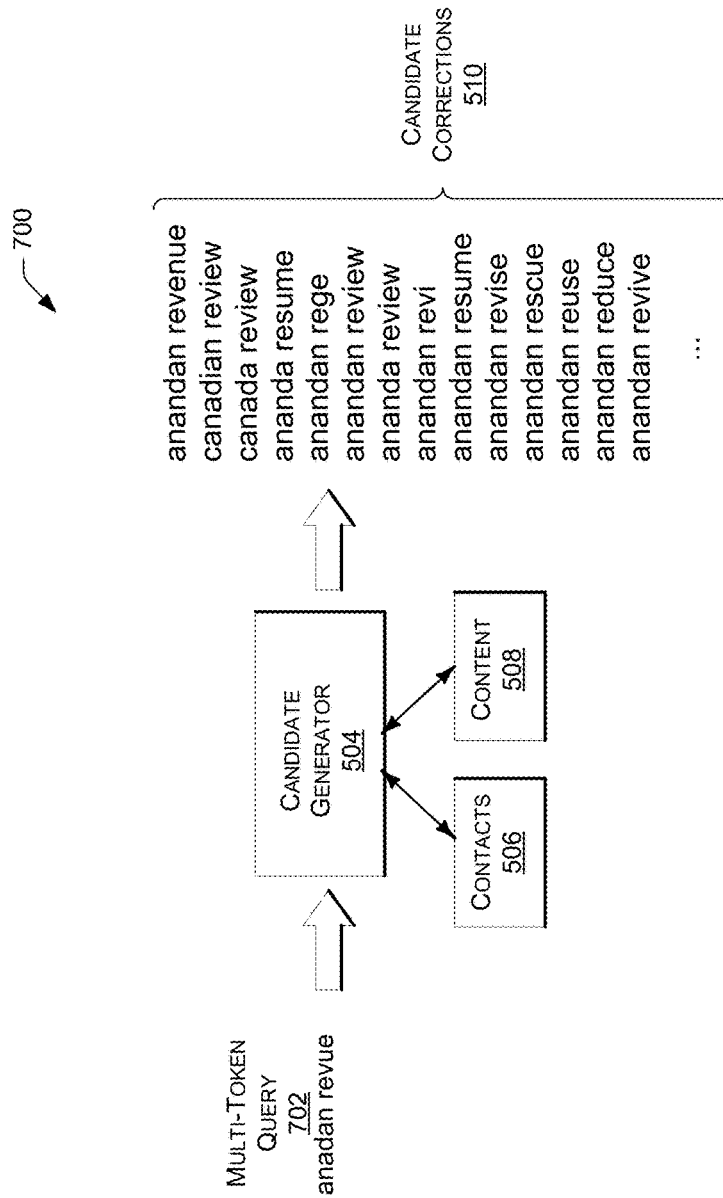 700
MULTI-TOKEN
QUERY
702
anadan revue
CANDIDATE
GENERATOR
504
CONTACTS
506
CONTENT
508
anandan revenue
canadian review
canada review
ananda resume
anandan rege
anandan review
ananda review
anandan revi
anandan resume
anandan revise
anandan rescue
anandan reuse
anandan reduce
anandan revive
...
CANDIDATE
CORRECTIONS
510